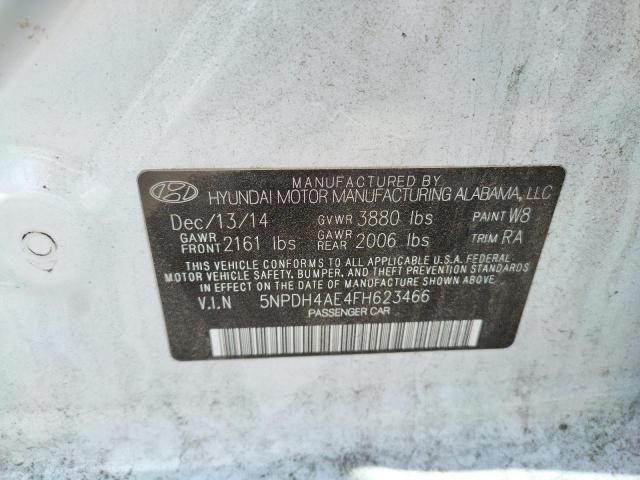 MANUFACTURED BY
HYUNDAI MOTOR MANUFACTURING ALABAMA, LLC
Dec/13/14 GVWR 3880 lbs PAINT W8
GAWR FRONT 2161 lbs GAWR REAR 2006 lbs TRIM RA
THIS VEHICLE CONFORMS TO ALL APPLICABLE U.S.A. FEDERAL
MOTOR VEHICLE SAFETY, BUMPER, AND THEFT PREVENTION STANDARDS
IN EFFECT ON THE DATE OF MANUFACTURE SHOWN ABOVE.
V.I.N 5NPDH4AE4FH623466
PASSENGER CAR